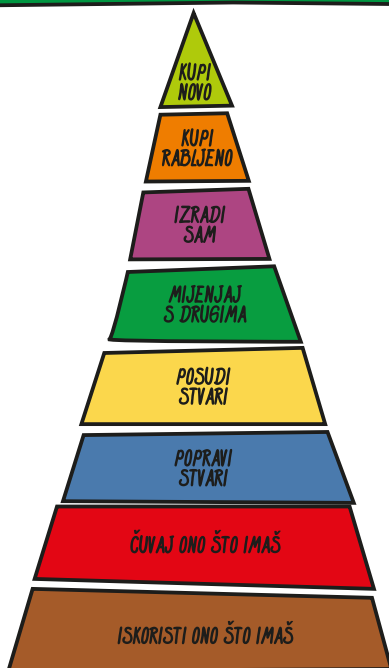 KUPI
NOVO
KUPI
RABLJENO
IZRADI
SAM
MIJENJAJ
S DRUGIMA
POSUDI
STVARI
POPRAVI
STVARI
ČUVAJ ONO ŠTO IMAŠ
ISKORISTI ONO ŠTO IMAŠ